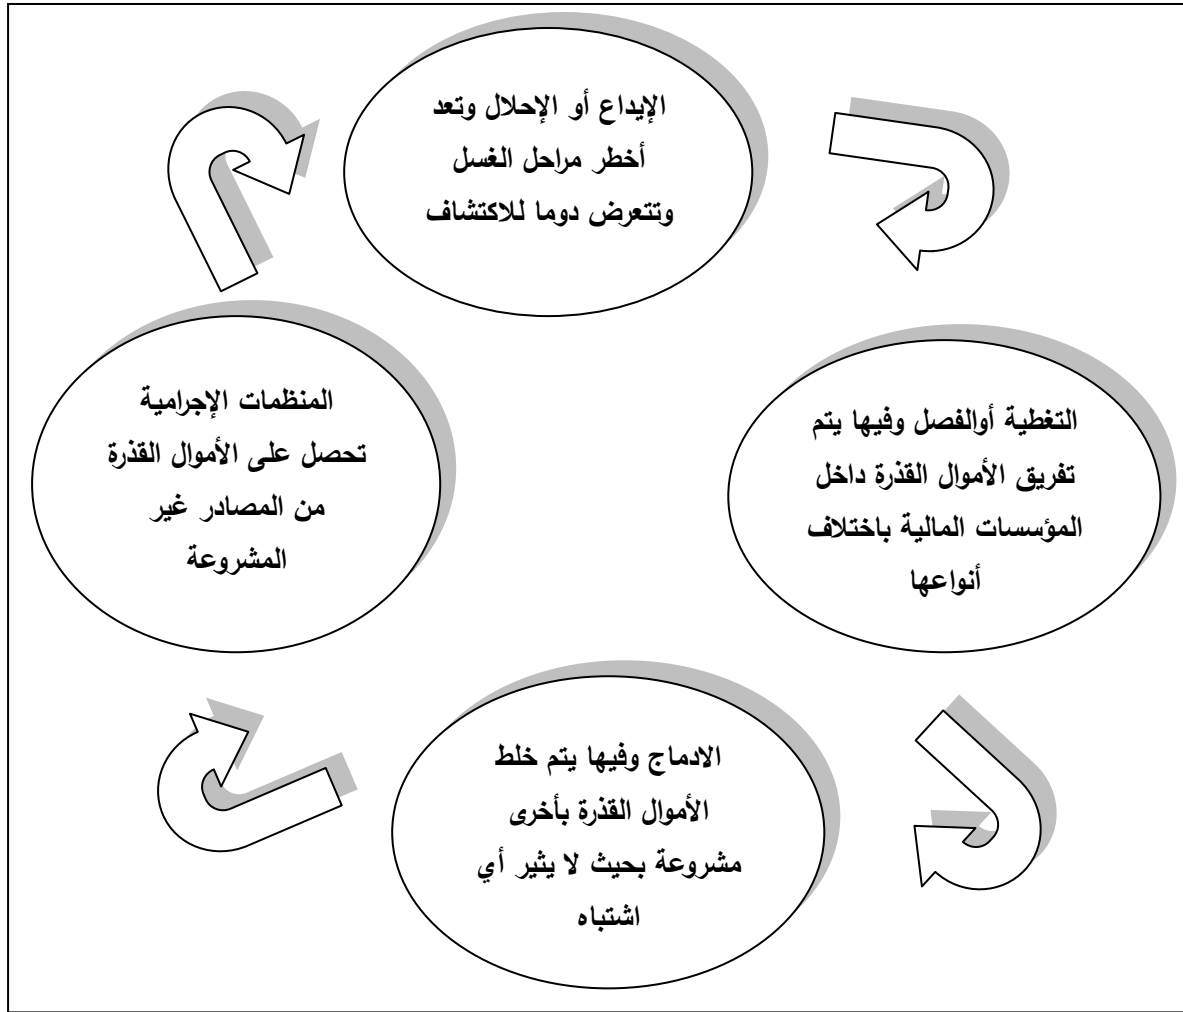 الإيداع أو الإحلال وتعد
أخطر مراحل الغسل
وتتعرض دوما للاكتشاف
التغطية أوالفصل وفيها يتم
تفريق الأموال القذرة داخل
المؤسسات المالية باختلاف
أنواعها
الادماج وفيها يتم خلط
الأموال القذرة بأخرى
مشروعة بحيث لا يثير أي
اشتباه
المنظمات الإجرامية
تحصل على الأموال القذرة
من المصادر غير
المشروعة